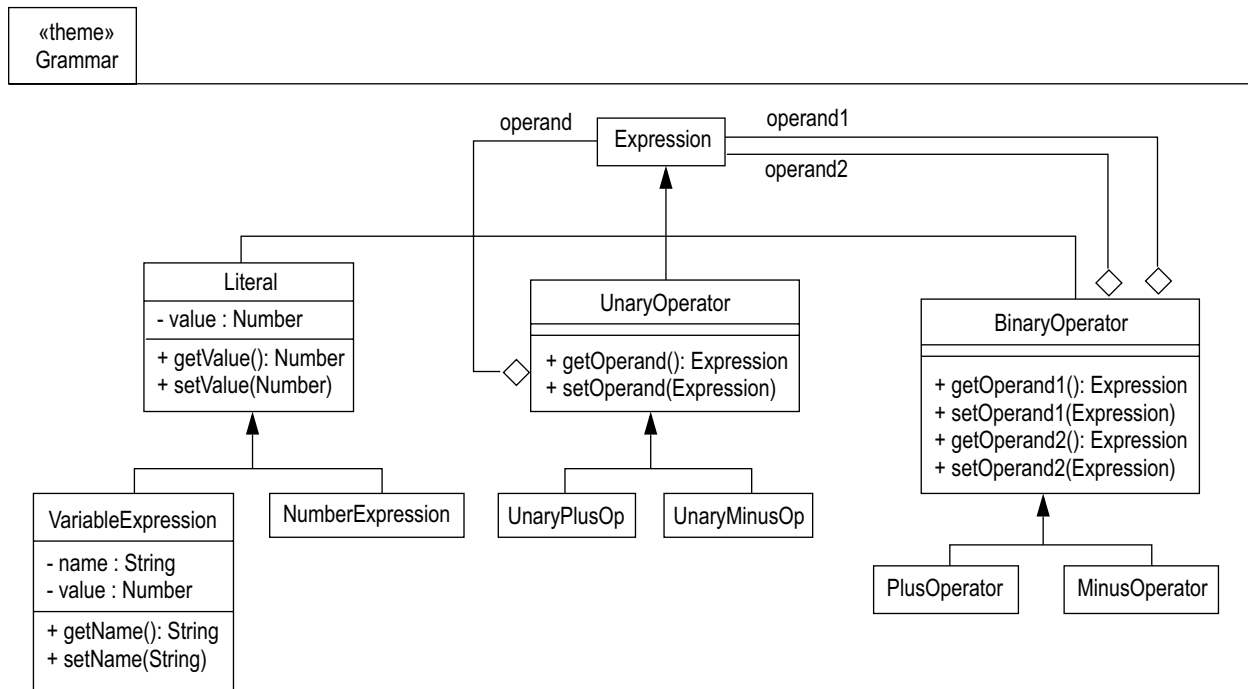 «theme»
Grammar
operand
Expression
operand1
operand2
Literal
- value : Number
+ getValue(): Number
+ setValue(Number)
UnaryOperator
+ getOperand(): Expression
+ setOperand(Expression)
BinaryOperator
+ getOperand1(): Expression
+ setOperand1(Expression)
+ getOperand2(): Expression
+ setOperand2(Expression)
VariableExpression
- name : String
- value : Number
+ getName(): String
+ setName(String)
NumberExpression
UnaryPlusOp
UnaryMinusOp
PlusOperator
MinusOperator